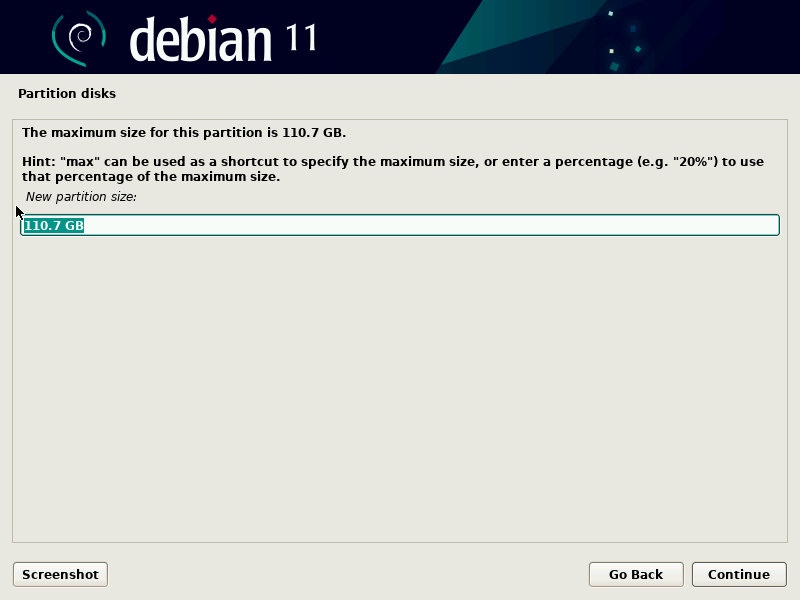 debian 11
Partition disks
The maximum size for this partition is 110.7 GB.
Hint: "max" can be used as a shortcut to specify the maximum size, or enter a percentage (e.g. "20%") to use
that percentage of the maximum size.
New partition size:
110.7 GB
Screenshot
Go Back
Continue